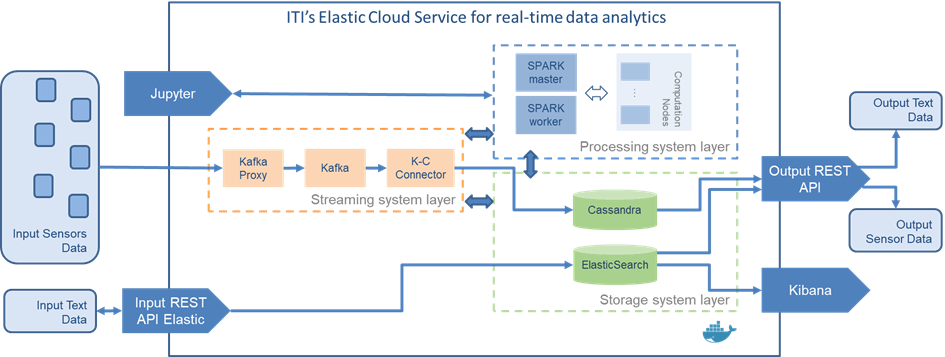 ITI's Elastic Cloud Service for real-time data analytics
Jupyter
SPARK
master
SPARK
worker
...
Computation
Nodes
Processing system layer
Output Text
Data
Kafka
Proxy
Kafka
K-C
Connector
Streaming system layer
Output REST
API
Cassandra
Input Sensors
Data
Output
Sensor Data
ElasticSearch
Input Text
Data
Input REST
API Elastic
Kibana
Storage system layer